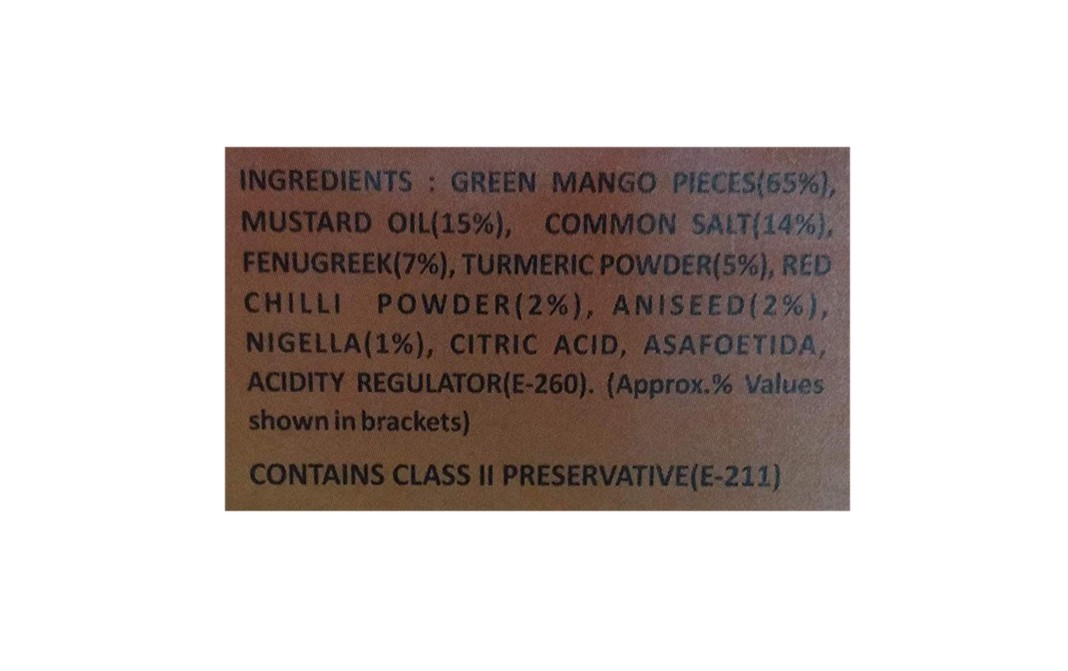 INGREDIENTS : GREEN MANGO PIECES(65%),
MUSTARD OIL(15%), COMMON SALT(14%),
FENUGREEK(7%), TURMERIC POWDER(5%), RED
CHILLI POWDER(2%), ANISEED(2%),
NIGELLA(1%), CITRIC ACID, ASAFOETIDA,
ACIDITY REGULATOR(E-260). (Approx.% Values
shown in brackets)
CONTAINS CLASS II PRESERVATIVE(E-211)